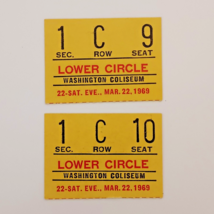 1 C 9
SEC. ROW SEAT
LOWER CIRCLE
WASHINGTON COLISEUM
22-SAT. EVE., MAR. 22, 1969
1 C 10
SEC. ROW SEAT
LOWER CIRCLE
WASHINGTON COLISEUM
22-SAT. EVE., MAR. 22, 1969